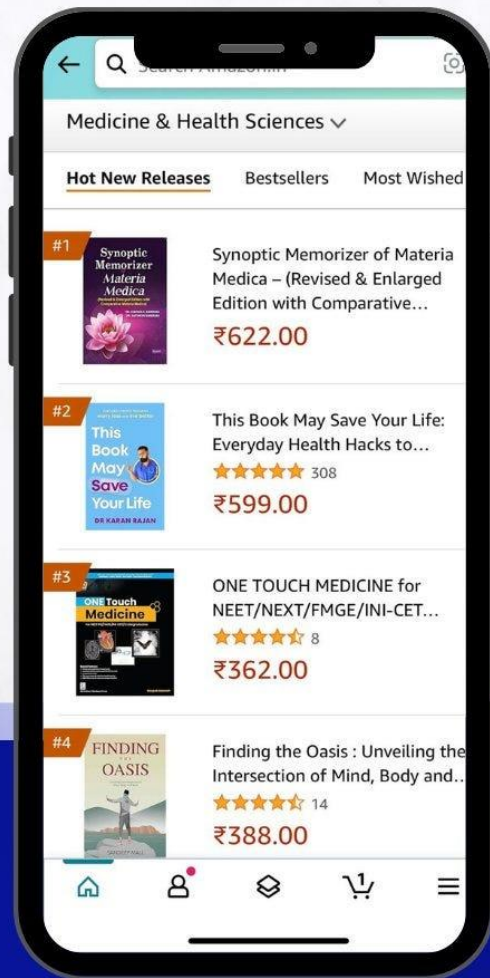 Medicine & Health Sciences
Hot New Releases Bestsellers Most Wished
#1
Synoptic
Memorizer
Materia
Medica
Synoptic Memorizer of Materia
Medica – (Revised & Enlarged
Edition with Comparative...
₹622.00
#2
This
Book
May
Save
Your Life
DR KARAN RAJAN
This Book May Save Your Life:
Everyday Health Hacks to...
308
₹599.00
#3
ONE Touch
Medicine
ONE TOUCH MEDICINE for
NEET/NEXT/FMGE/INI-CET...
8
₹362.00
#4
FINDING
THE
OASIS
Finding the Oasis : Unveiling the
Intersection of Mind, Body and..
14
₹388.00
1